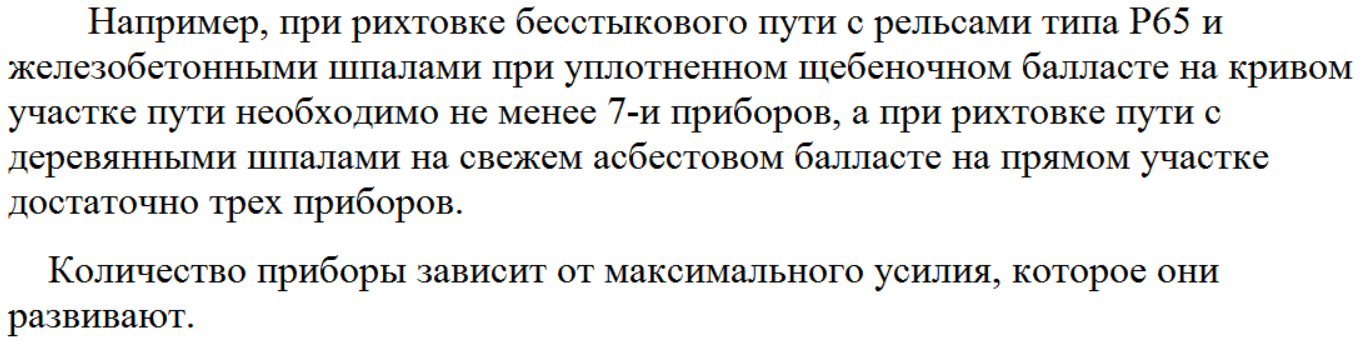 Например, при рихтовке бесстыкового пути с рельсами типа Р65 и
железобетонными шпалами при уплотненном щебеночном балласте на кривом
участке пути необходимо не менее 7-и приборов, а при рихтовке пути с
деревянными шпалами на свежем асбестовом балласте на прямом участке
достаточно трех приборов.
Количество приборы зависит от максимального усилия, которое они
развивают.